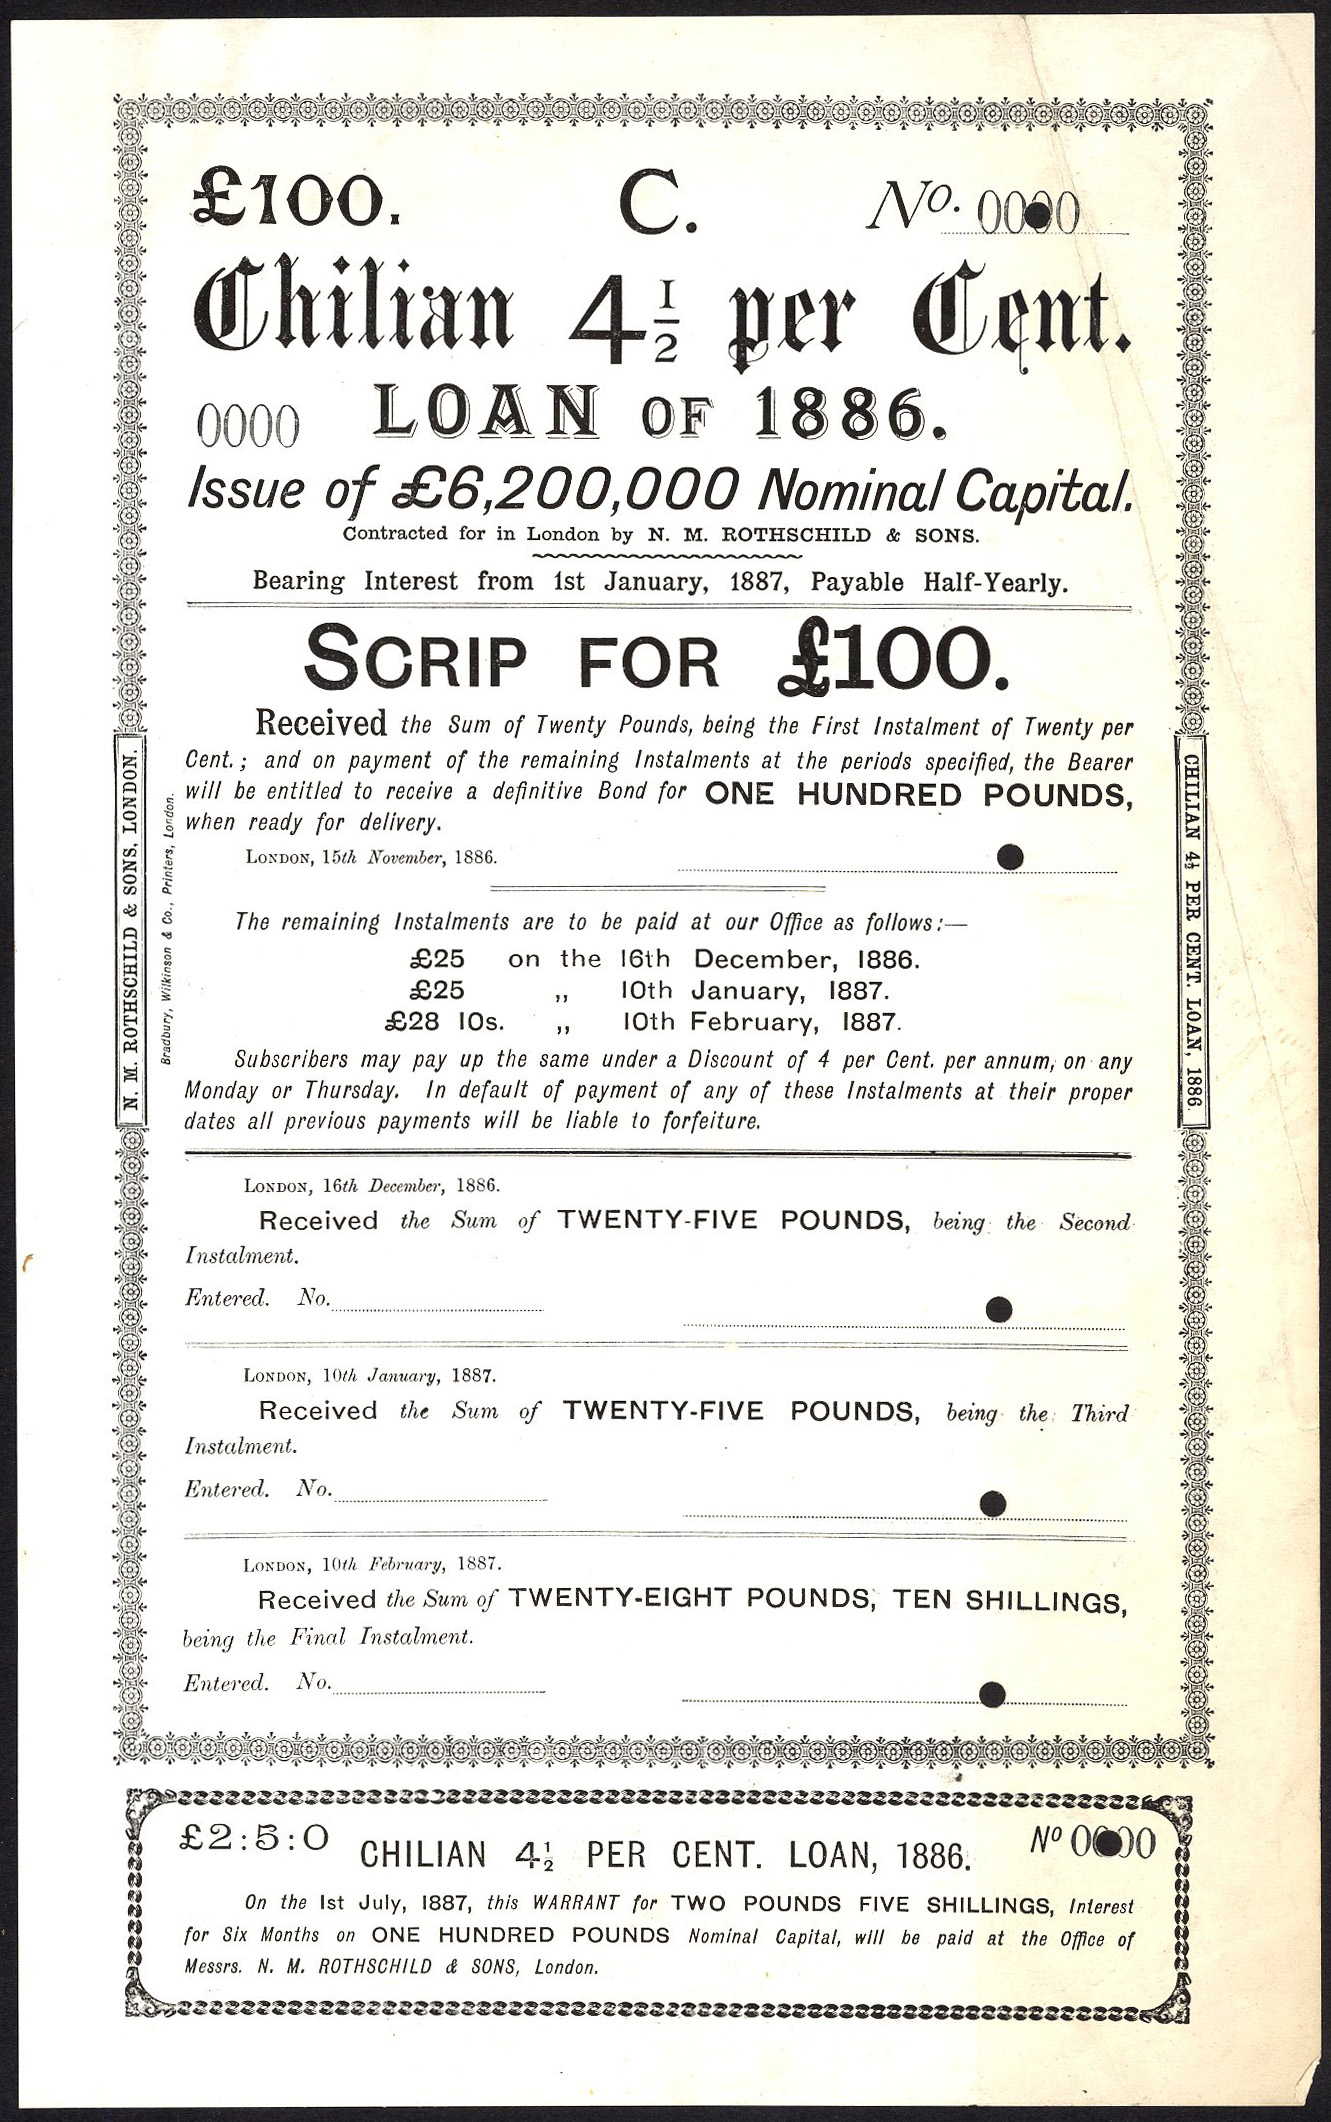 £100. C. No. 0000
Chilian 4 1/2 per Cent.
0000 LOAN OF 1886.
Issue of £6,200,000 Nominal Capital.
Contracted for in London by N. M. ROTHSCHILD & SONS.
Bearing Interest from 1st January, 1887, Payable Half-Yearly.
SCRIP FOR £100.
Received the Sum of Twenty Pounds, being the First Instalment of Twenty per
Cent.; and on payment of the remaining Instalments at the periods specified, the Bearer
will be entitled to receive a definitive Bond for ONE HUNDRED POUNDS,
when ready for delivery.
LONDON, 15th November, 1886.
The remaining Instalments are to be paid at our Office as follows:—
£25 on the 16th December, 1886.
£25 ,, 10th January, 1887.
£28 10s. ,, 10th February, 1887.
Subscribers may pay up the same under a Discount of 4 per Cent. per annum, on any
Monday or Thursday. In default of payment of any of these Instalments at their proper
dates all previous payments will be liable to forfeiture.
N. M. ROTHSCHILD & SONS, LONDON.
Bradbury, Wilkinson & Co., Printers, London.
CHILIAN 4½ PER CENT. LOAN, 1886.
LONDON, 16th December, 1886.
Received the Sum of TWENTY-FIVE POUNDS, being the Second
Instalment.
Entered. No.
LONDON, 10th January, 1887.
Received the Sum of TWENTY-FIVE POUNDS, being the Third
Instalment.
Entered. No.
LONDON, 10th February, 1887.
Received the Sum of TWENTY-EIGHT POUNDS, TEN SHILLINGS,
being the Final Instalment.
Entered. No.
£2:5:0 CHILIAN 4½ PER CENT. LOAN, 1886. No 0000
On the 1st July, 1887, this WARRANT for TWO POUNDS FIVE SHILLINGS, Interest
for Six Months on ONE HUNDRED POUNDS Nominal Capital, will be paid at the Office of
Messrs. N. M. ROTHSCHILD & SONS, London.